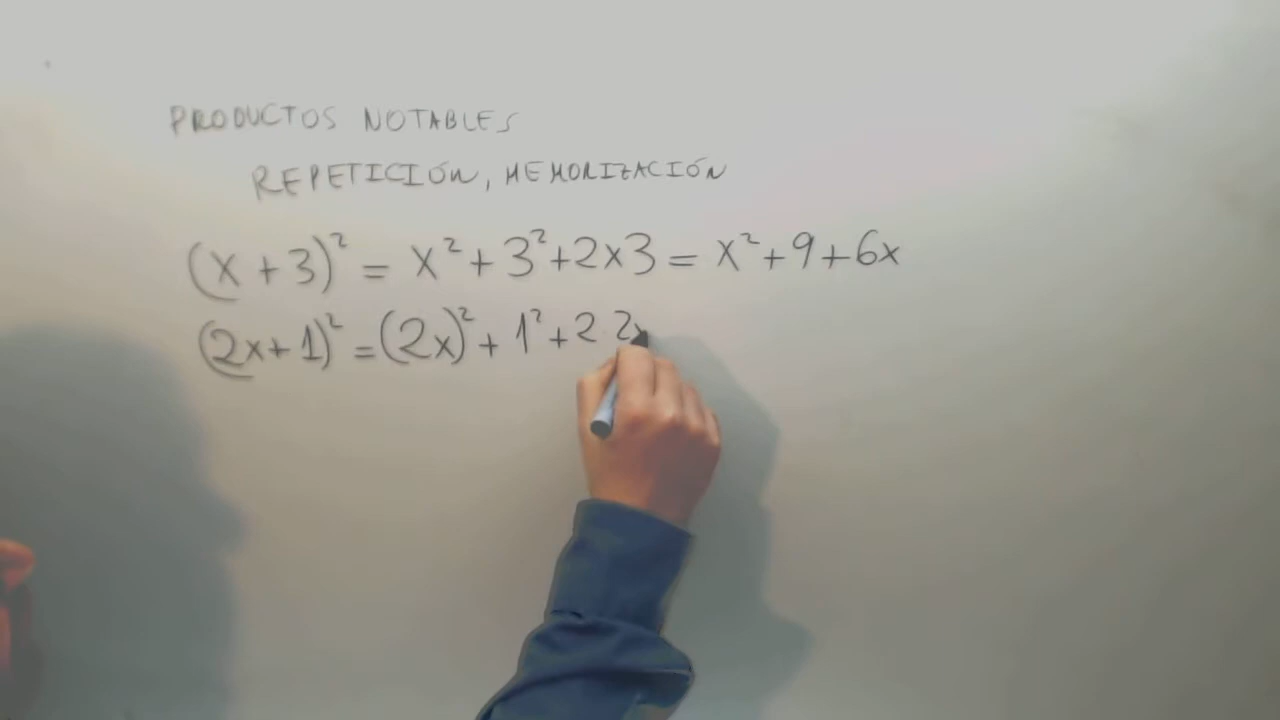 PRODUCTOS NOTABLES
REPETICIÓN, MEMORIZACIÓN
(x + 3)² = x² + 3² + 2x3 = x² + 9 + 6x
(2x + 1)² = (2x)² + 1² + 2 2x